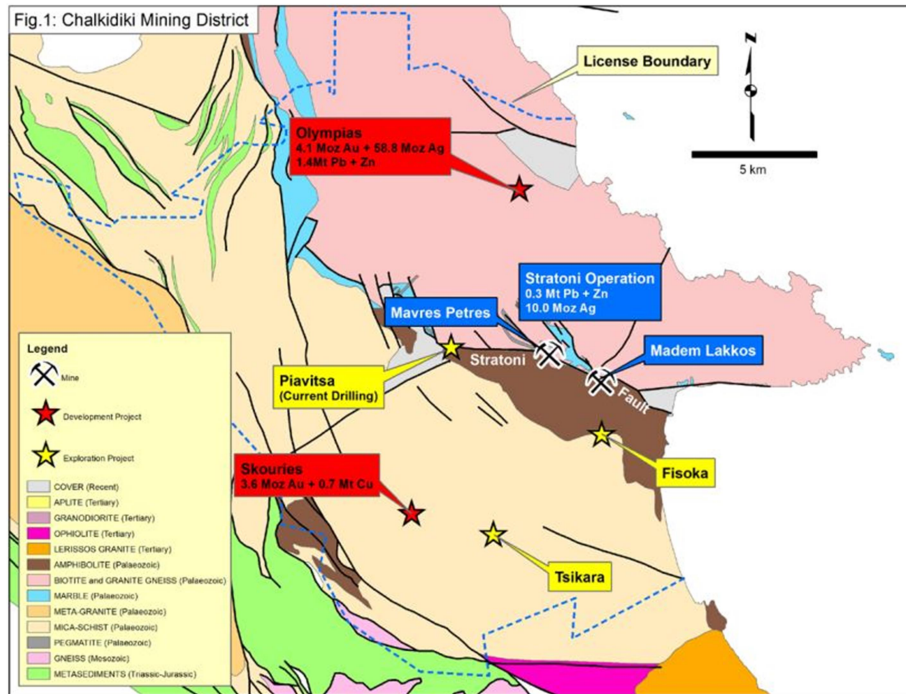 Fig.1: Chalkidiki Mining District
License Boundary
N
5 km
Olympias
4.1 Moz Au + 58.8 Moz Ag
1.4Mt Pb + Zn
Stratoni Operation
0.3 Mt Pb + Zn
10.0 Moz Ag
Mavres Petres
Madem Lakkos
Stratoni
Fault
Piavitsa
(Current Drilling)
Fisoka
Skouries
3.6 Moz Au + 0.7 Mt Cu
Tsikara
Legend
Mine
Development Project
Exploration Project
COVER (Recent)
APLITE (Tertiary)
GRANODIORITE (Tertiary)
OPHIOLITE (Tertiary)
LERISSOS GRANITE (Tertiary)
AMPHIBOLITE (Palaeozoic)
BIOTITE and GRANITE GNEISS (Palaeozoic)
MARBLE (Palaeozoic)
META-GRANITE (Palaeozoic)
MICA-SCHIST (Palaeozoic)
PEGMATITE (Palaeozoic)
GNEISS (Mesozoic)
METASEDIMENTS (Triassic-Jurassic)